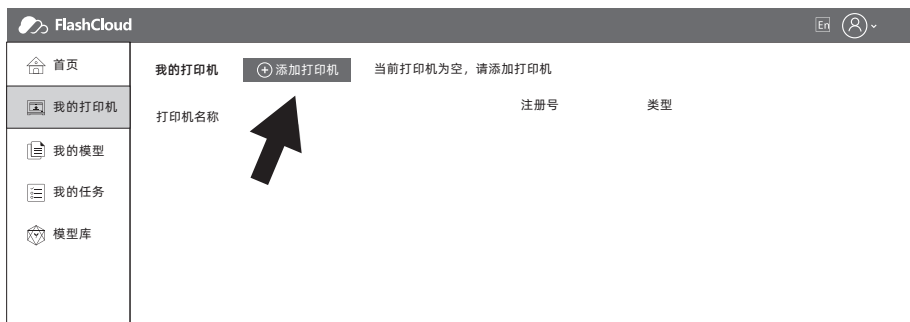 FlashCloud En
首页
我的打印机 添加打印机 当前打印机为空，请添加打印机
我的打印机
打印机名称 注册号 类型
我的模型
我的任务
模型库